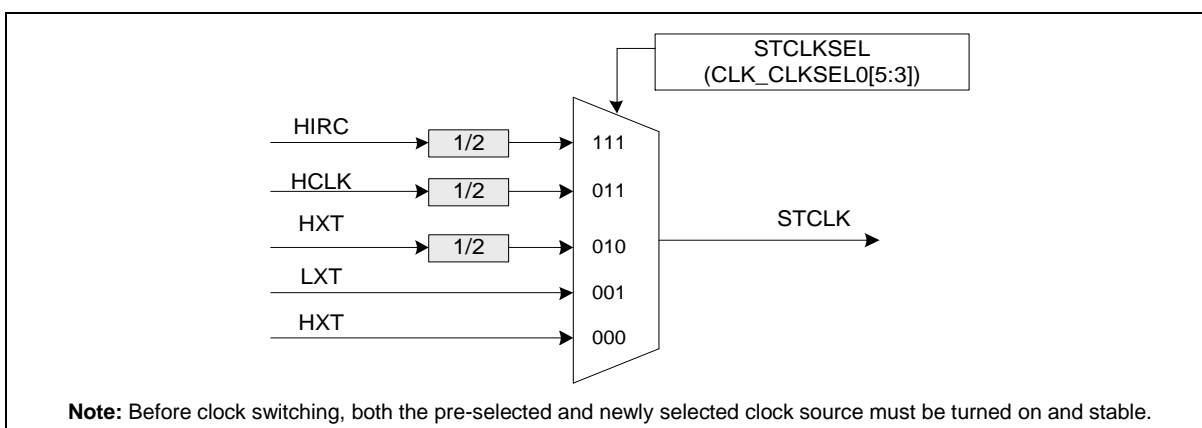 STCLKSEL
(CLK_CLKSEL0[5:3])
HIRC
1/2
111
HCLK
1/2
011
HXT
1/2
010
STCLK
LXT
001
HXT
000
Note: Before clock switching, both the pre-selected and newly selected clock source must be turned on and stable.